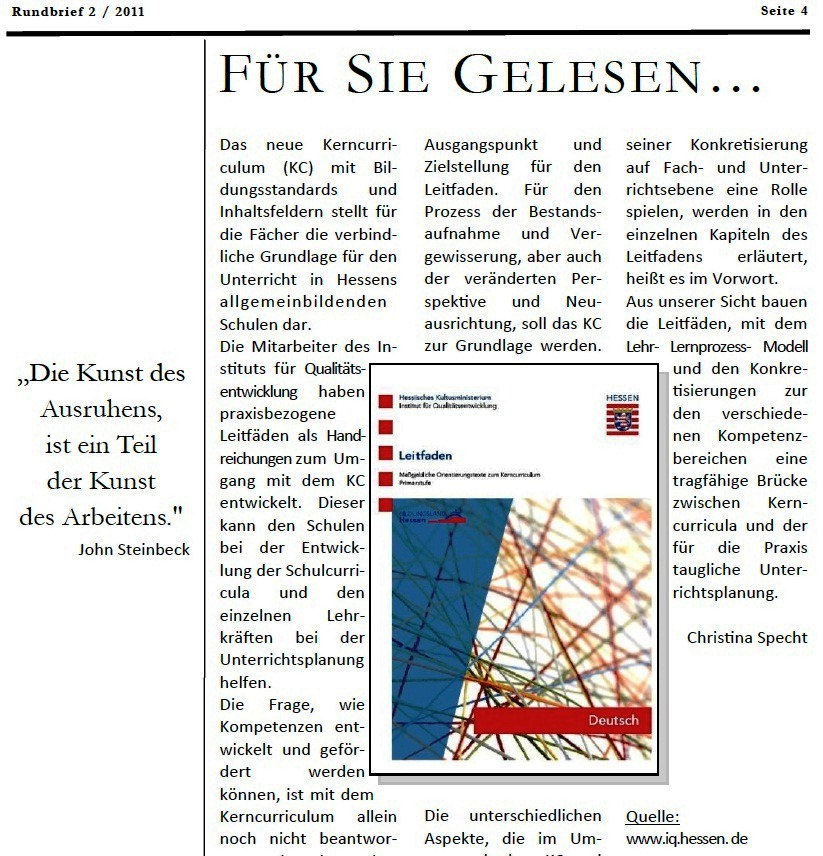 Rundbrief 2 / 2011
Seite 4
FÜR SIE GELESEN...
„Die Kunst des
Ausruhens,
ist ein Teil
der Kunst
des Arbeitens."
John Steinbeck
Das neue Kerncurri-
culum (KC) mit Bil-
dungsstandards und
Inhaltsfeldern stellt für
die Fächer die verbind-
liche Grundlage für den
Unterricht in Hessens
allgemeinbildenden
Schulen dar.
Die Mitarbeiter des In-
stituts für Qualitäts-
entwicklung haben
praxisbezogene
Leitfäden als Hand-
reichungen zum Um-
gang mit dem KC
entwickelt. Dieser
kann den Schulen
bei der Entwick-
lung der Schulcurri-
cula und den
einzelnen Lehr-
kräften bei der
Unterrichtsplanung
helfen.
Die Frage, wie
Kompetenzen ent-
wickelt und geför-
dert werden
können, ist mit dem
Kerncurriculum allein
noch nicht beantwor-
Ausgangspunkt und
Zielstellung für den
Leitfaden. Für den
Prozess der Bestands-
aufnahme und Ver-
gewisserung, aber auch
der veränderten Per-
spektive und Neu-
ausrichtung, soll das KC
zur Grundlage werden.
Hessisches Kultusministerium
Institut für Qualitätsentwicklung
HESSEN
Leitfaden
Maßgebliche Orientierungstexte zum Kerncurriculum
Primarstufe
BILDUNGSLAND
Hessen
Deutsch
Die unterschiedlichen
Aspekte, die im Um-
seiner Konkretisierung
auf Fach- und Unter-
richtsebene eine Rolle
spielen, werden in den
einzelnen Kapiteln des
Leitfadens erläutert,
heißt es im Vorwort.
Aus unserer Sicht bauen
die Leitfäden, mit dem
Lehr- Lernprozess- Modell
und den Konkre-
tisierungen zur
den verschiede-
nen Kompetenz-
bereichen eine
tragfähige Brücke
zwischen Kern-
curricula und der
für die Praxis
taugliche Unter-
richtsplanung.
Christina Specht
Quelle:
www.iq.hessen.de